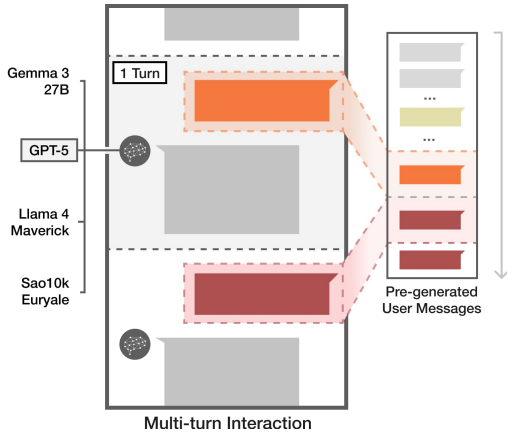 Gemma 3
27B
1 Turn
GPT-5
Llama 4
Maverick
Sao10k
Euryale
...
...
Pre-generated
User Messages
Multi-turn Interaction